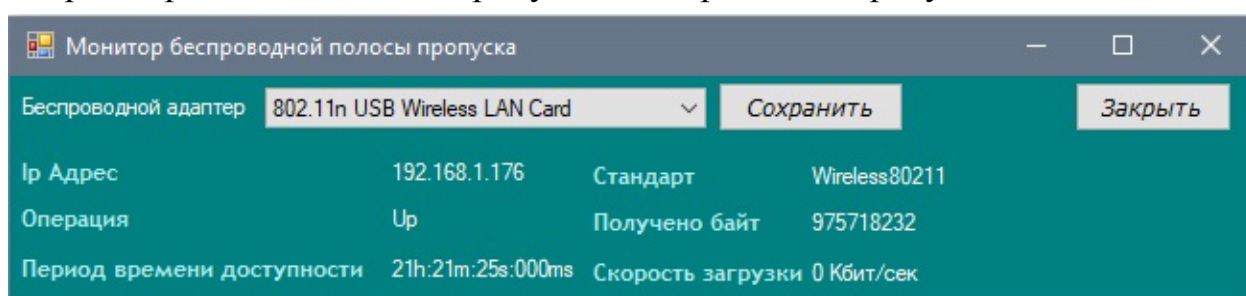 Монитор беспроводной полосы пропуска
Беспроводной адаптер 802.11n USB Wireless LAN Card Сохранить Закрыть
Ip Адрес 192.168.1.176 Стандарт Wireless80211
Операция Up Получено байт 975718232
Период времени доступности 21h:21m:25s:000ms Скорость загрузки 0 Кбит/сек